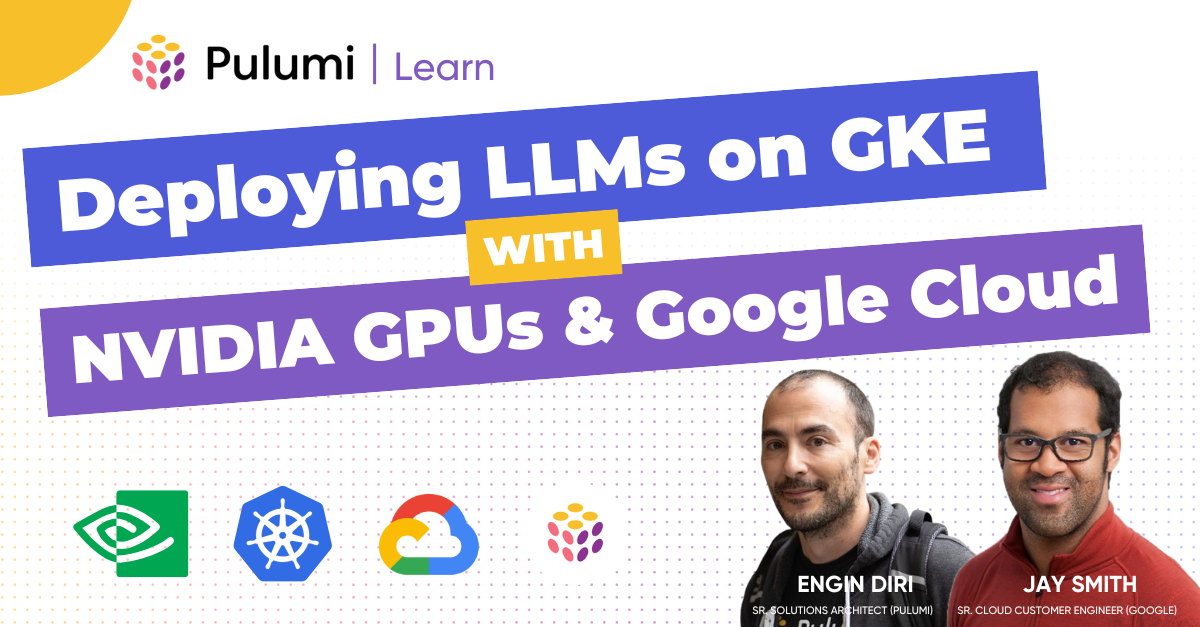 Pulumi | Learn
Deploying LLMs on GKE
WITH
NVIDIA GPUs & Google Cloud
ENGIN DIRI
SR. SOLUTIONS ARCHITECT (PULUMI)
JAY SMITH
SR. CLOUD CUSTOMER ENGINEER (GOOGLE)
Pulumi